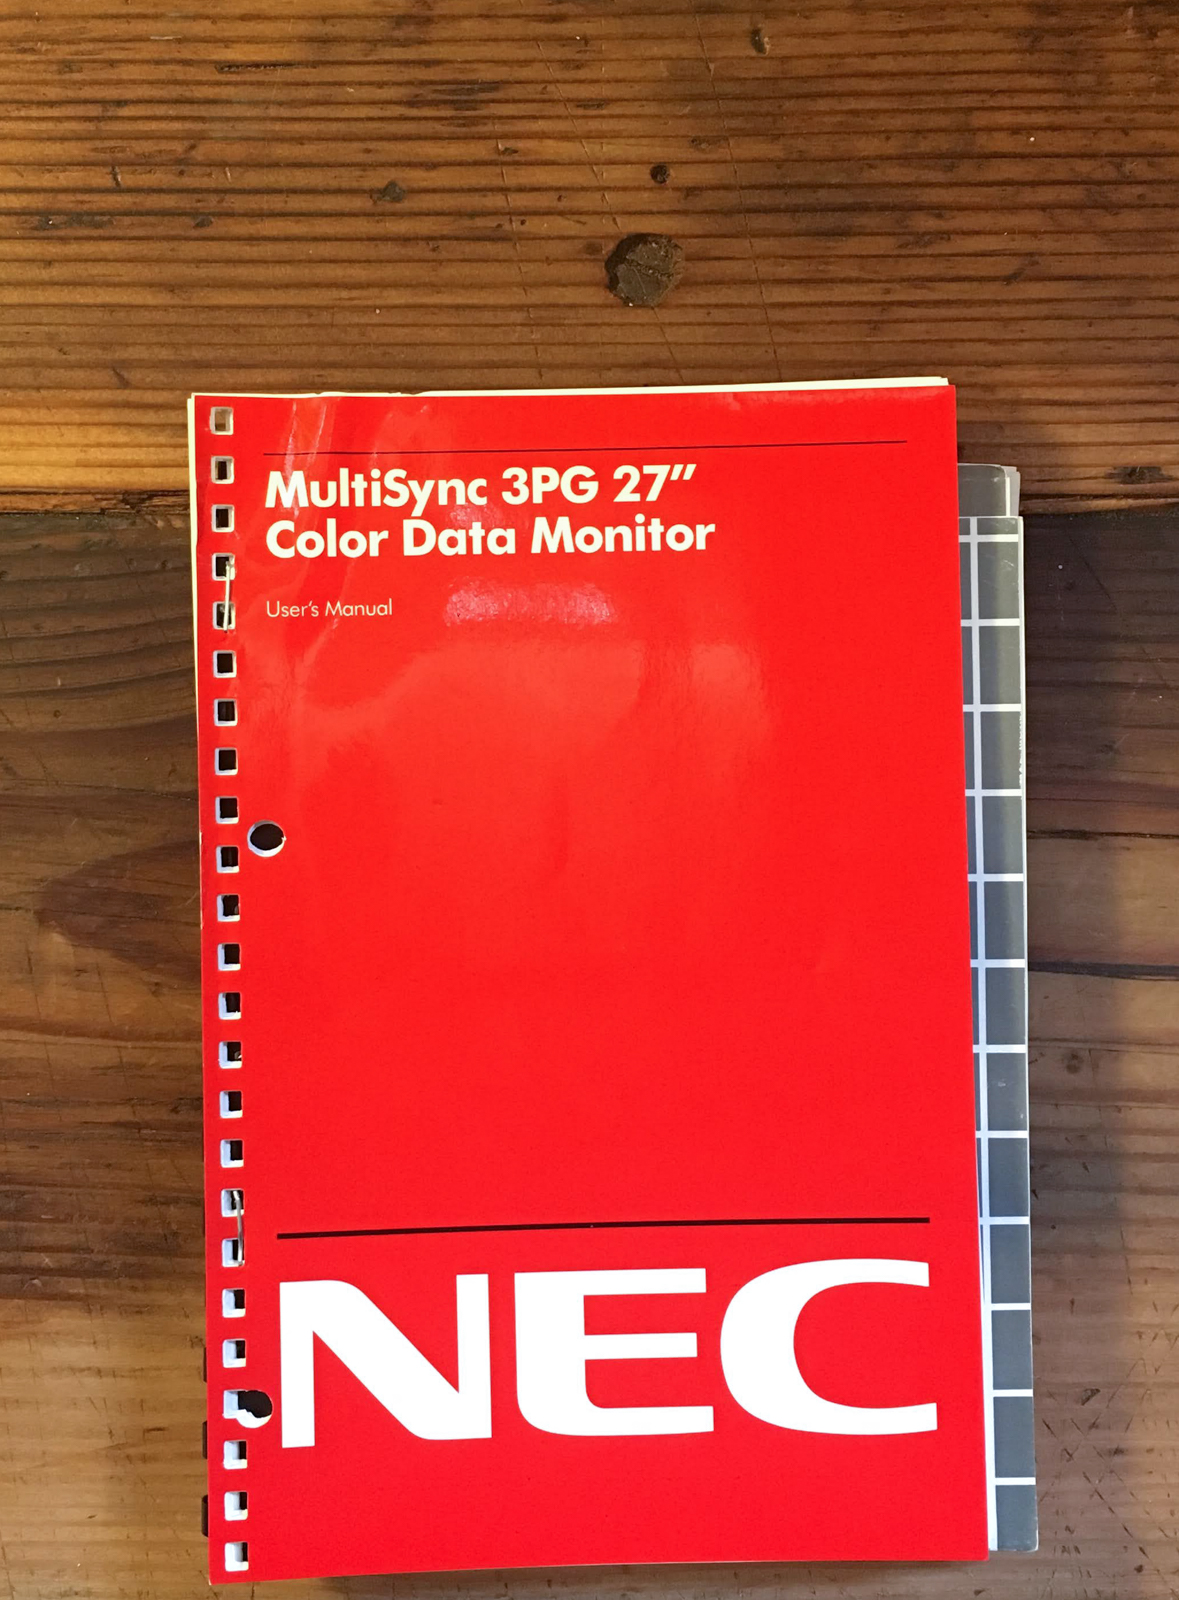 MultiSync 3PG 27"
Color Data Monitor
User's Manual
NEC